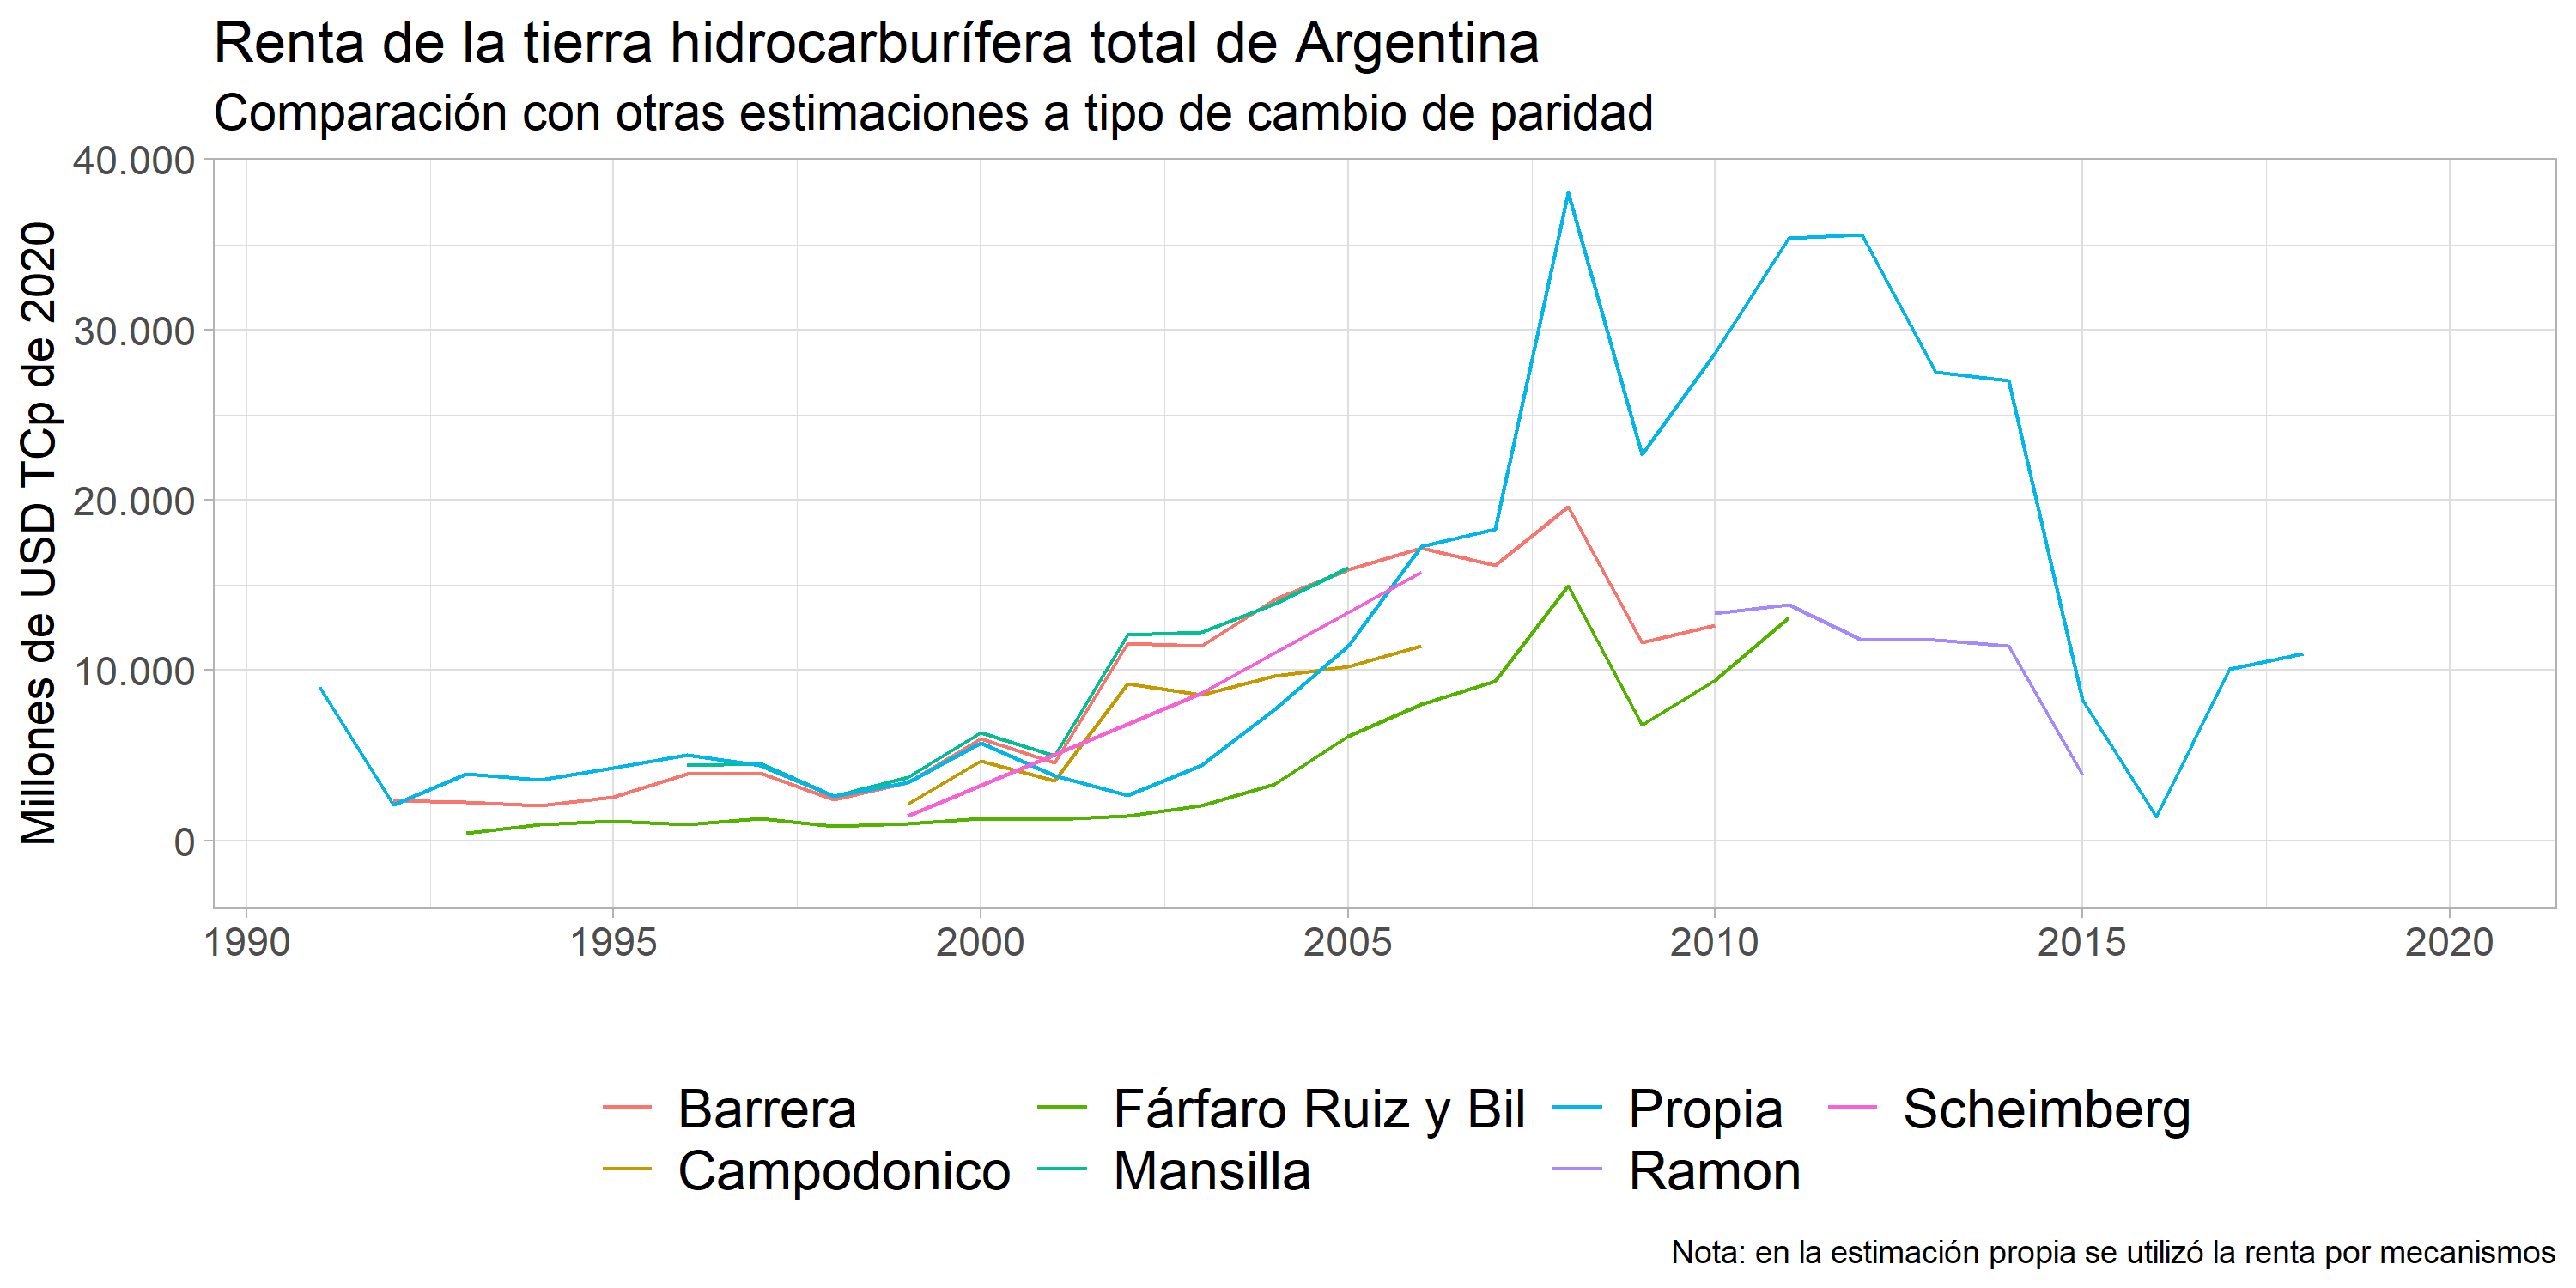 Renta de la tierra hidrocarburífera total de Argentina
Comparación con otras estimaciones a tipo de cambio de paridad
Millones de USD TCp de 2020
40.000
30.000
20.000
10.000
0
1990 1995 2000 2005 2010 2015 2020
Barrera Fárfaro Ruiz y Bil Propia Scheimberg
Campodonico Mansilla Ramon
Nota: en la estimación propia se utilizó la renta por mecanismos